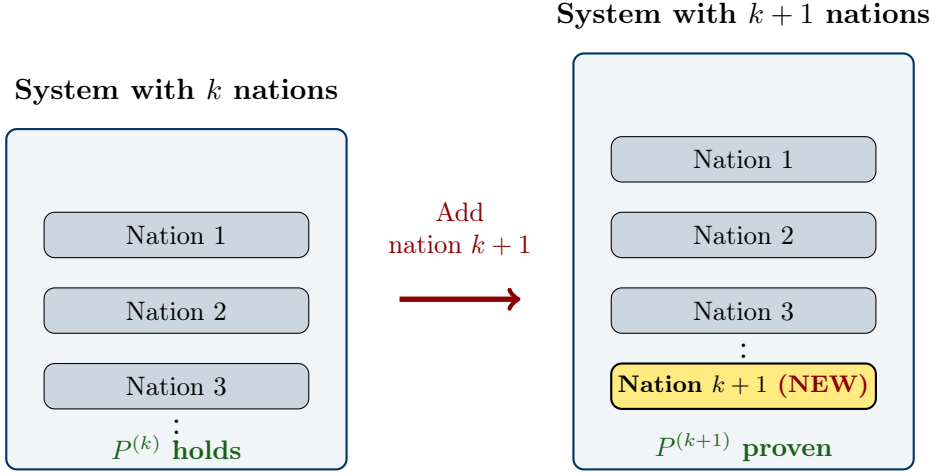 System with k nations
Nation 1
Nation 2
Nation 3
⋮
P^{(k)} holds
Add
nation k + 1
System with k + 1 nations
Nation 1
Nation 2
Nation 3
⋮
Nation k + 1 (NEW)
P^{(k+1)} proven